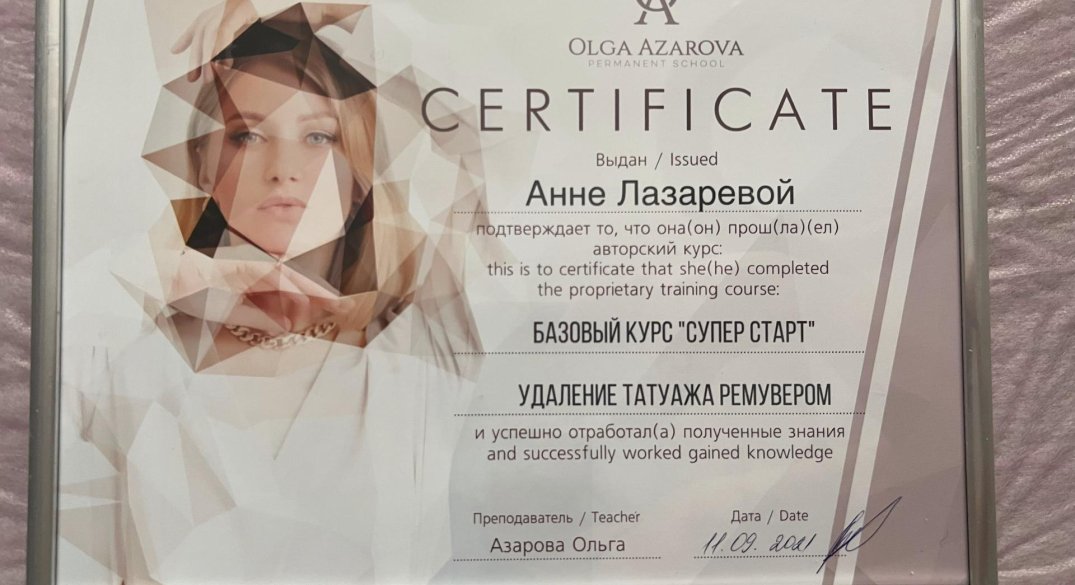 OLGA AZAROVA
PERMANENT SCHOOL
CERTIFICATE
Выдан / Issued
Анне Лазаревой
подтверждает то, что она(он) прош(ла)(ел)
авторский курс:
this is to certificate that she(he) completed
the proprietary training course:
БАЗОВЫЙ КУРС "СУПЕР СТАРТ"
УДАЛЕНИЕ ТАТУАЖА РЕМУВЕРОМ
и успешно отработал(а) полученные знания
and successfully worked gained knowledge
Преподаватель / Teacher
Азарова Ольга
Дата / Date
11.09.2021